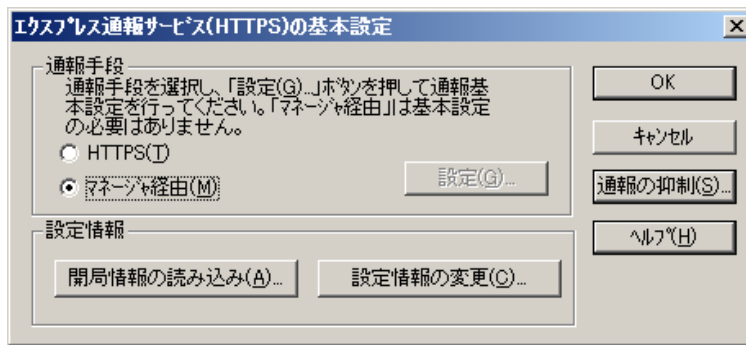 ｴｸｽﾌﾟﾚｽ通報ｻｰﾋﾞｽ(HTTPS)の基本設定
通報手段
通報手段を選択し、「設定(G)...」ﾎﾞﾀﾝを押して通報基
本設定を行ってください。「ﾏﾈｰｼﾞｬ経由」は基本設定
の必要はありません。
HTTPS(T)
ﾏﾈｰｼﾞｬ経由(M)
設定(G)...
設定情報
開局情報の読み込み(A)...
設定情報の変更(C)...
OK
ｷｬﾝｾﾙ
通報の抑制(S)...
ﾍﾙﾌﾟ(H)